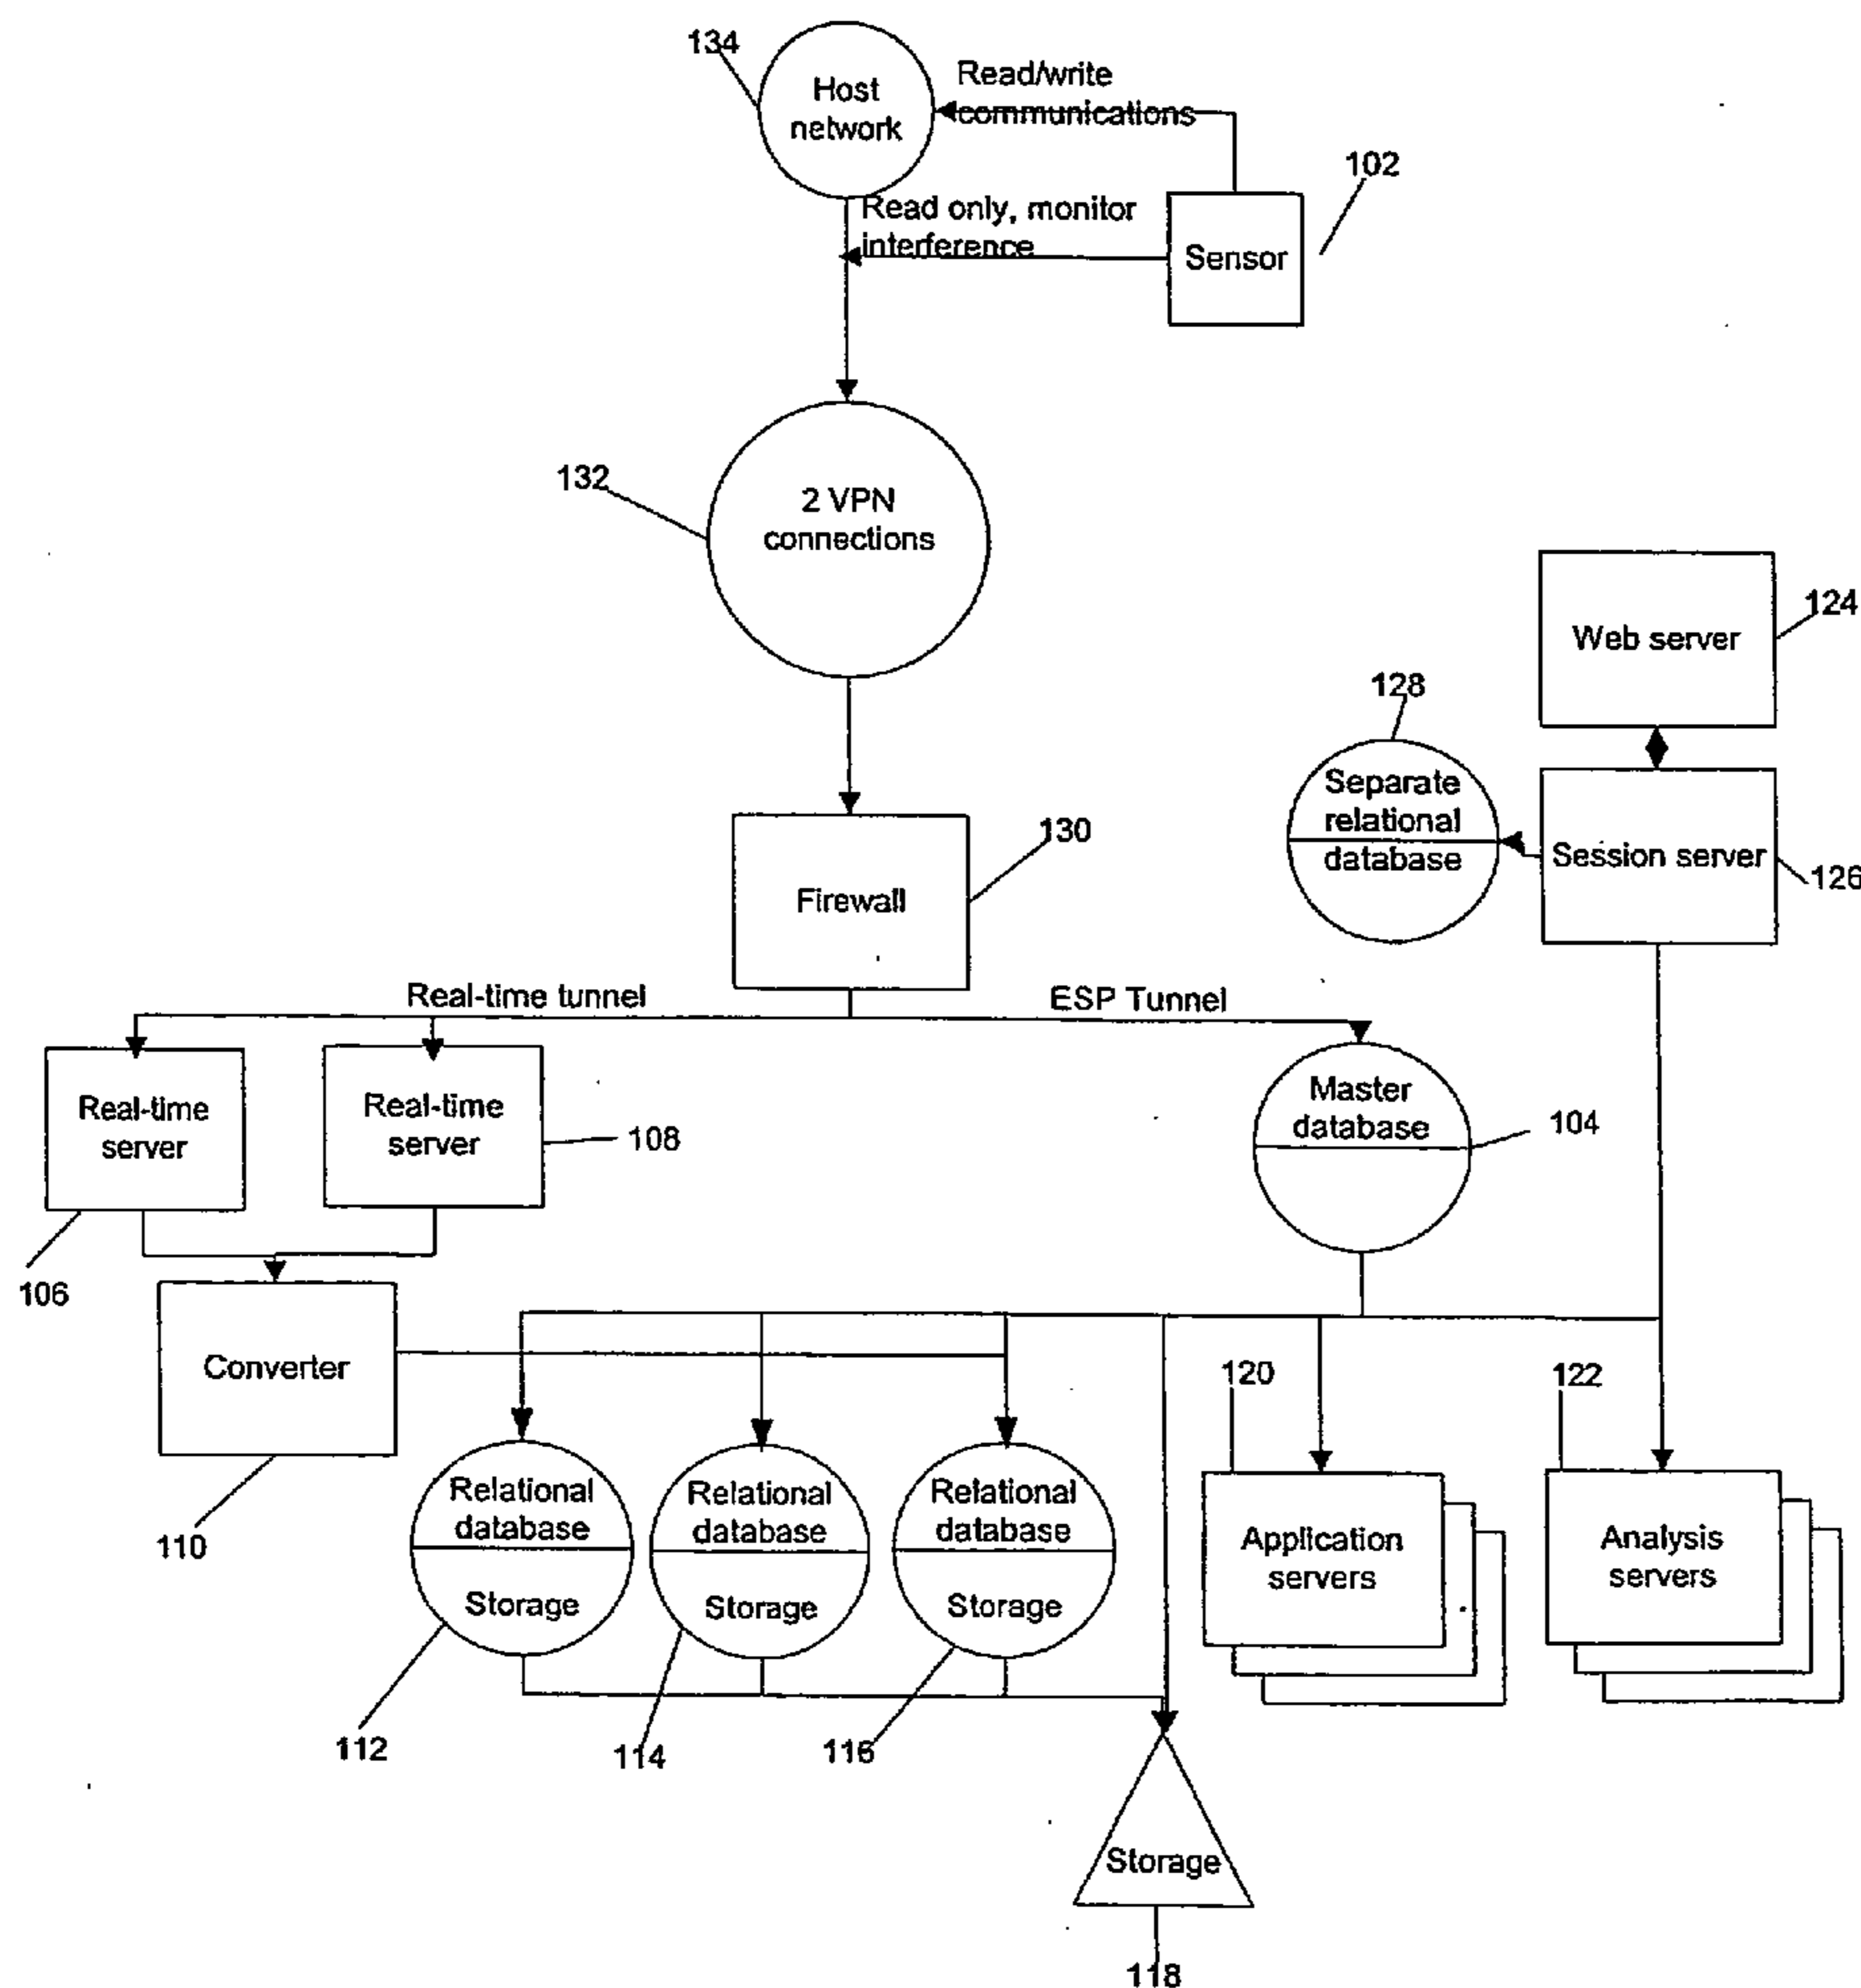 134
Host
network
Read/write
communications
102
Read only, monitor
interference
Sensor
132
2 VPN
connections
124
Web server
128
Separate
relational
database
Session server
126
130
Firewall
Real-time tunnel
ESP Tunnel
Real-time
server
Real-time
server
108
Master
database
104
106
Converter
120
122
110
Relational
database
Storage
Relational
database
Storage
Relational
database
Storage
Application
servers
Analysis
servers
112
114
116
Storage
118